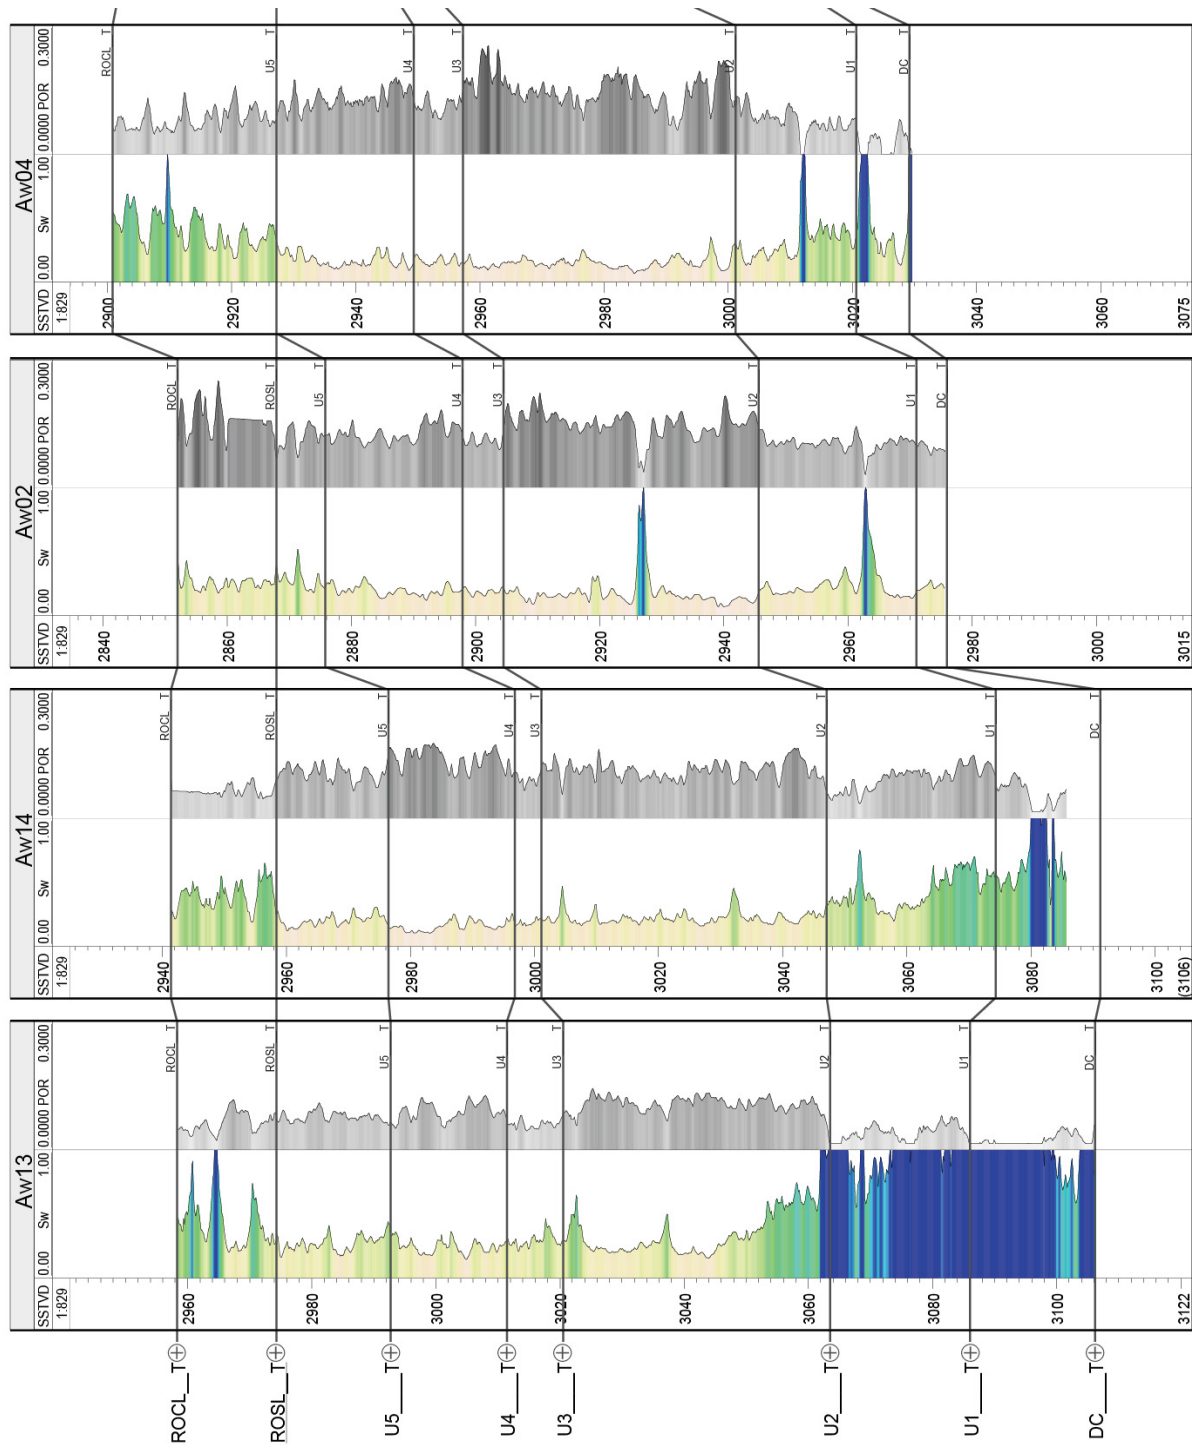 Aw04
SSTVD 0.00 Sw 1.00 0.0000 POR 0.3000
1:829
2900
2920
2940
2960
2980
3000
3020
3040
3060
3075
ROCL T
U5 T
U4 T
U3 T
U2 T
U1 T
DC T
Aw02
SSTVD 0.00 Sw 1.00 0.0000 POR 0.3000
1:829
2840
2860
2880
2900
2920
2940
2960
2980
3000
3015
ROCL T
ROSL T
U5 T
U4 T
U3 T
U2 T
U1 T
DC T
Aw14
SSTVD 0.00 Sw 1.00 0.0000 POR 0.3000
1:829
2940
2960
2980
3000
3020
3040
3060
3080
3100
(3106)
ROCL T
ROSL T
U5 T
U4 T
U3 T
U2 T
U1 T
DC T
Aw13
SSTVD 0.00 Sw 1.00 0.0000 POR 0.3000
1:829
2960
2980
3000
3020
3040
3060
3080
3100
3122
ROCL T
ROSL T
U5 T
U4 T
U3 T
U2 T
U1 T
DC T
ROCL__T
ROSL__T
U5___T
U4___T
U3___T
U2___T
U1___T
DC___T